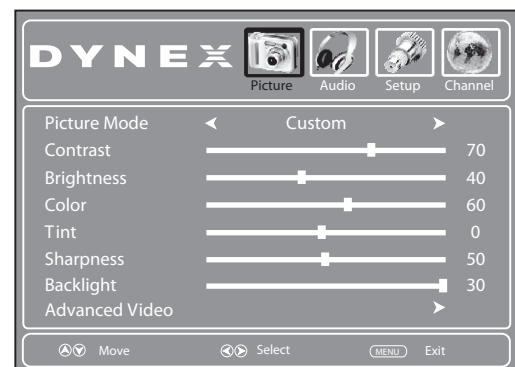 DYNEX
Picture Audio Setup Channel
Picture Mode Custom
Contrast 70
Brightness 40
Color 60
Tint 0
Sharpness 50
Backlight 30
Advanced Video
Move Select MENU Exit